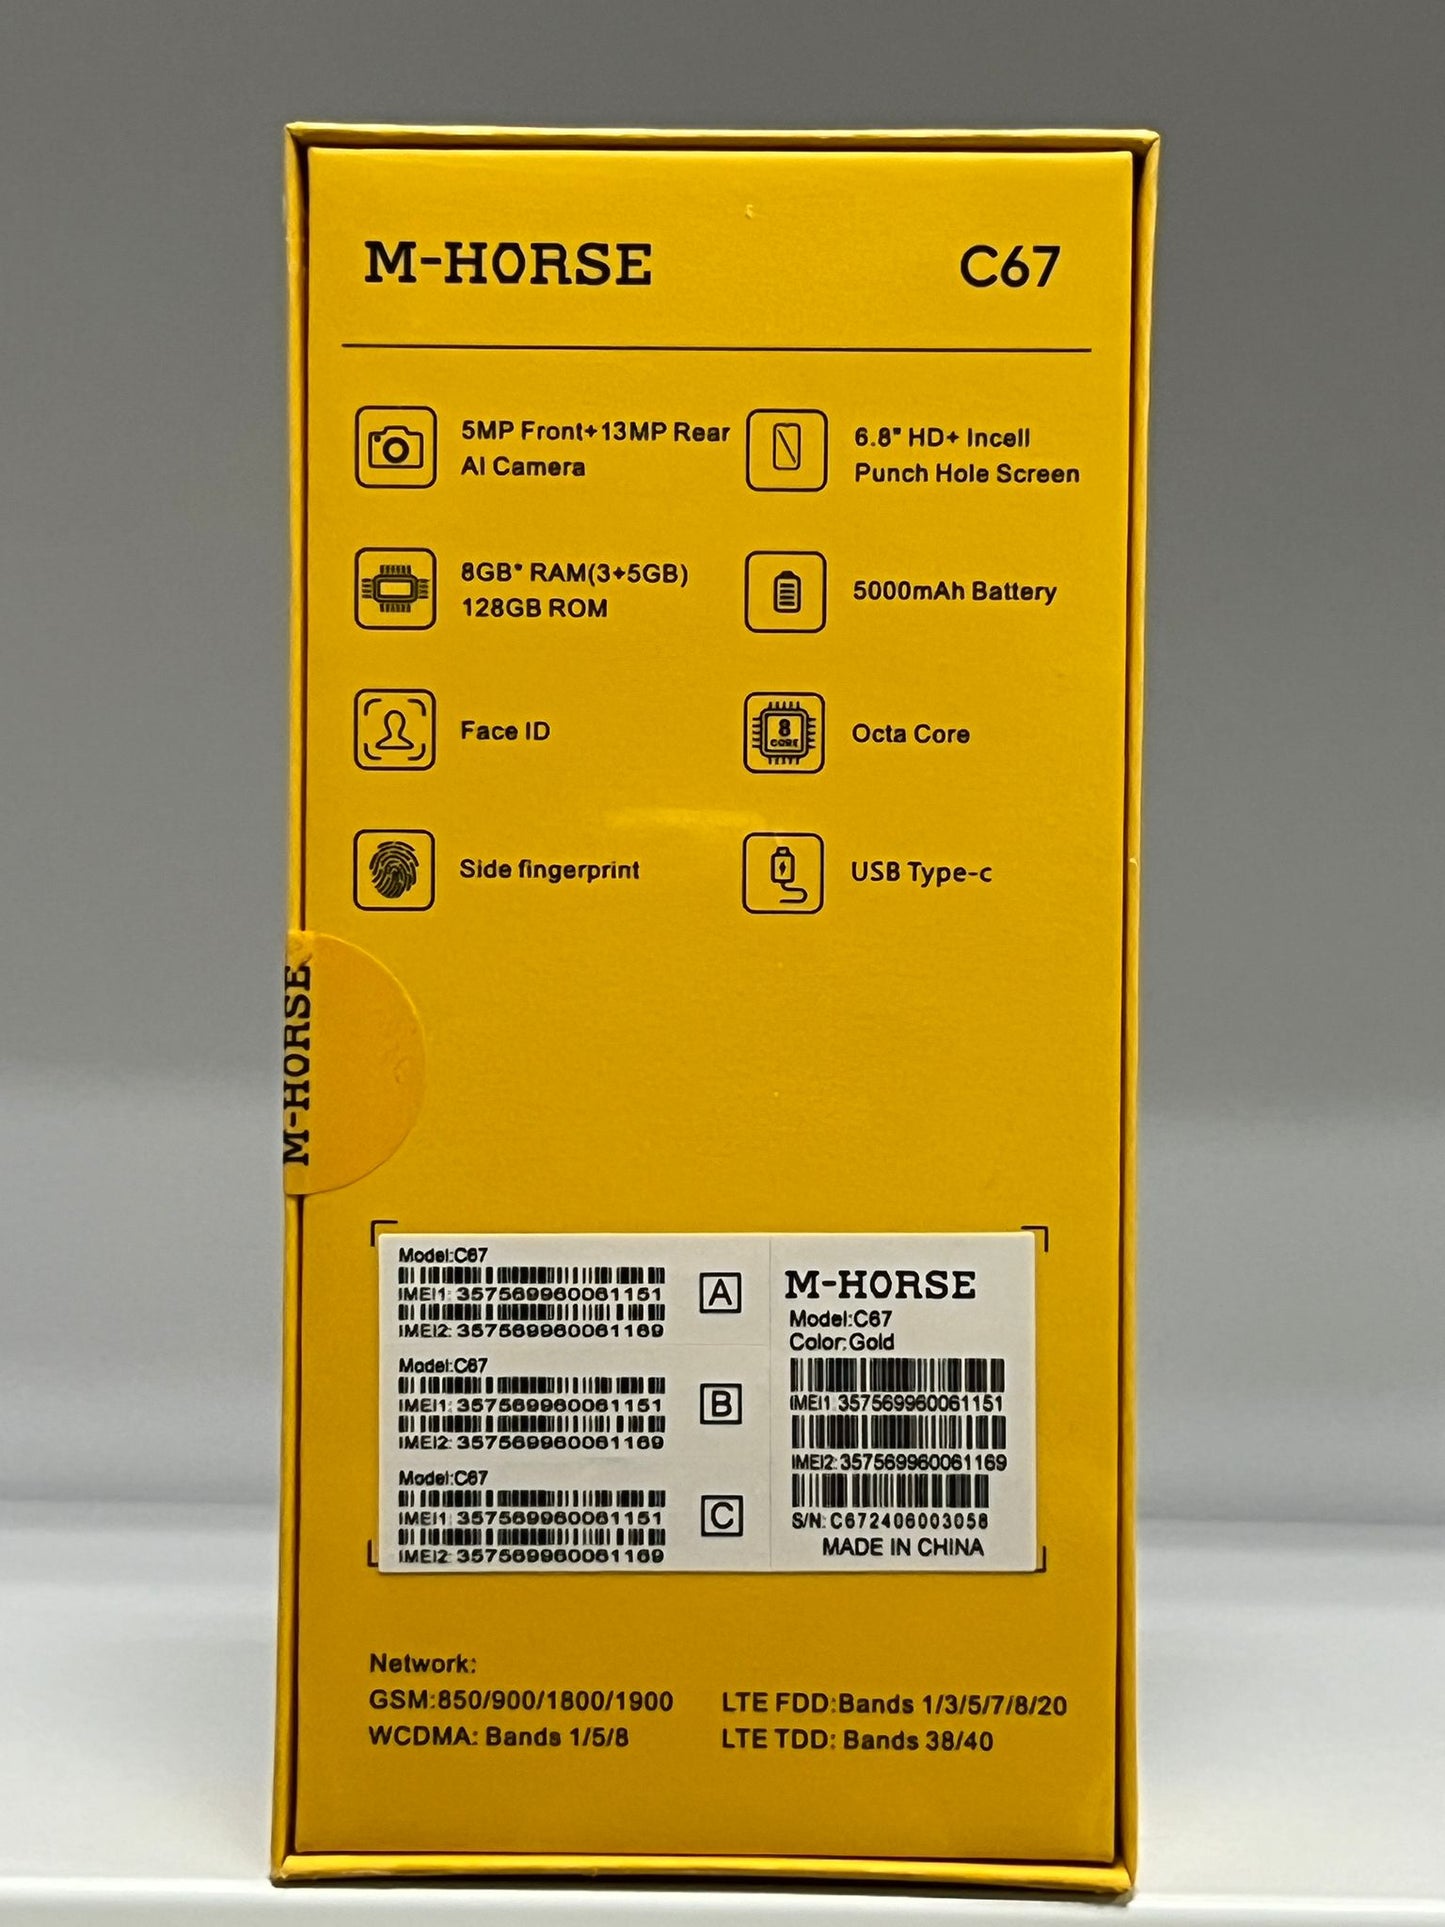 M-HORSE C67
5MP Front+13MP Rear
AI Camera
6.8" HD+ Incell
Punch Hole Screen
8GB* RAM(3+5GB)
128GB ROM
5000mAh Battery
Face ID
8
CORE
Octa Core
Side fingerprint
USB Type-c
M-HORSE
Model:C67
IMEI1: 357569960061151
IMEI2: 357569960061169
A
Model:C67
IMEI1: 357569960061151
IMEI2: 357569960061169
B
Model:C67
IMEI1: 357569960061151
IMEI2: 357569960061169
C
M-HORSE
Model:C67
Color:Gold
IMEI1:357569960061151
IMEI2:357569960061169
S/N:C672406003058
MADE IN CHINA
Network:
GSM:850/900/1800/1900
WCDMA: Bands 1/5/8
LTE FDD:Bands 1/3/5/7/8/20
LTE TDD: Bands 38/40